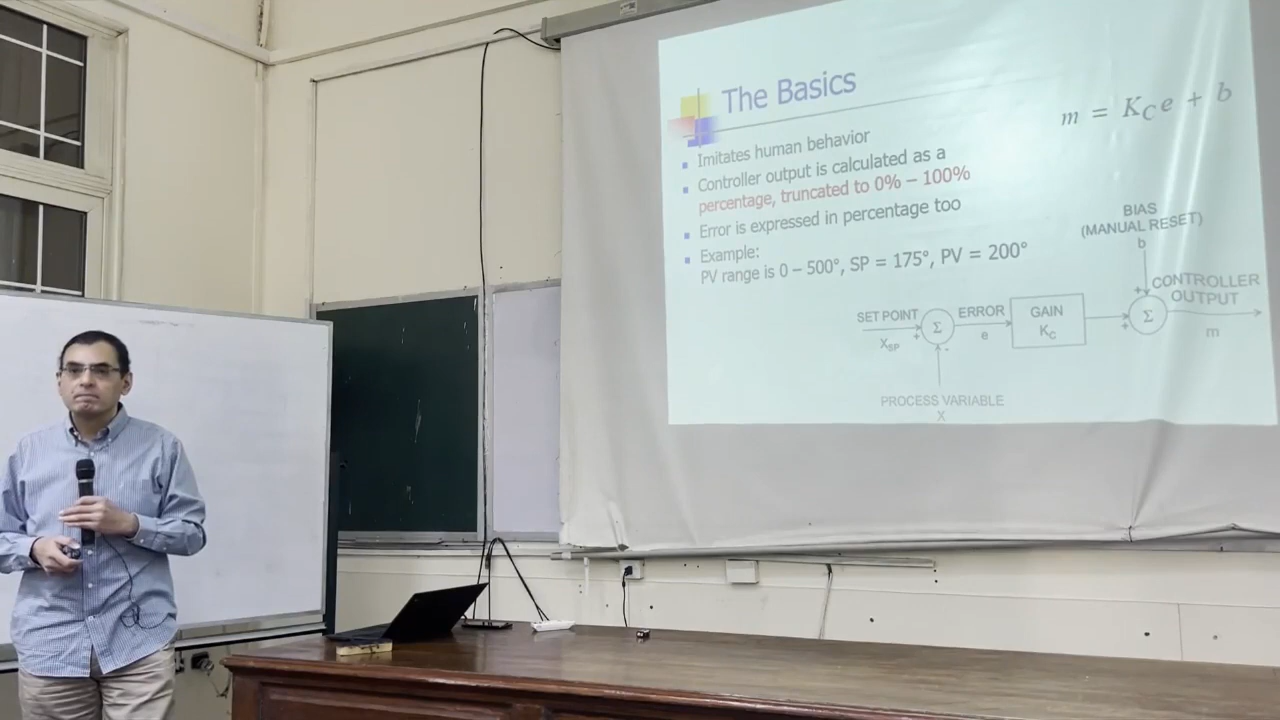 The Basics
m = K_C e + b
Imitates human behavior
Controller output is calculated as a
percentage, truncated to 0% – 100%
Error is expressed in percentage too
Example:
PV range is 0 – 500°, SP = 175°, PV = 200°
BIAS
(MANUAL RESET)
b
CONTROLLER
OUTPUT
m
SET POINT
X_SP
+
Σ
-
ERROR
e
GAIN
K_C
+
+
Σ
PROCESS VARIABLE
X